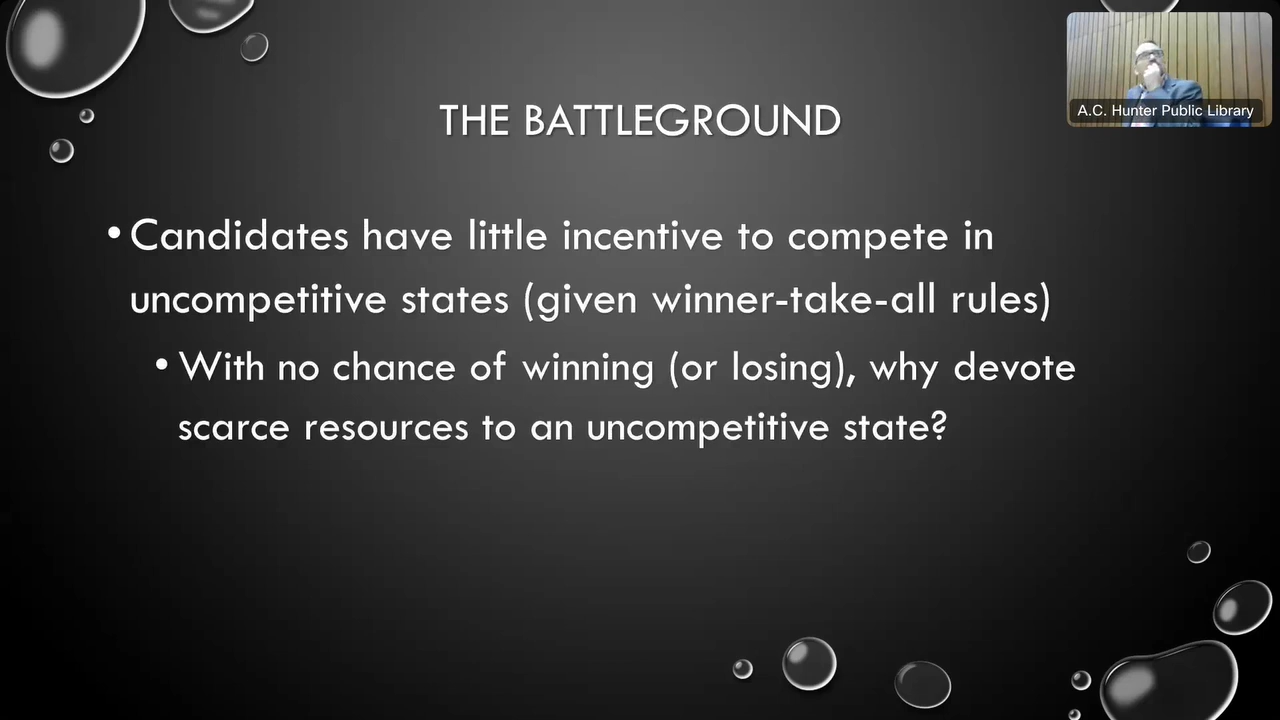 THE BATTLEGROUND
A.C. Hunter Public Library
• Candidates have little incentive to compete in
uncompetitive states (given winner-take-all rules)
• With no chance of winning (or losing), why devote
scarce resources to an uncompetitive state?